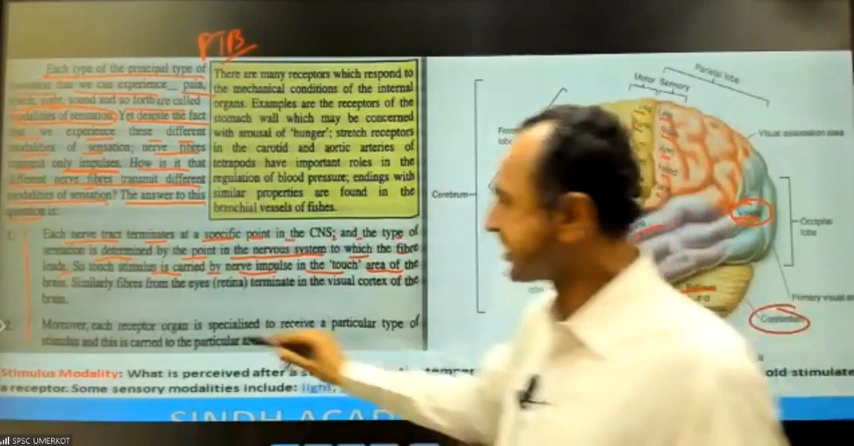 PTB
Each type of the principal type of
that we can experience pain,
touch, sight, sound and so forth are called
modalities of sensation. Yet despite the fact
we experience these different
modalities of sensation; nerve fibres
transmit only impulses. How is it that
different nerve fibres transmit different
modalities of sensation? The answer to this
question is:
There are many receptors which respond to
the mechanical conditions of the internal
organs. Examples are the receptors of the
stomach wall which may be concerned
with arousal of 'hunger'; stretch receptors
in the carotid and aortic arteries of
tetrapods have important roles in the
regulation of blood pressure; endings with
similar properties are found in the
branchial vessels of fishes.
1. Each nerve tract terminates at a specific point in the CNS; and the type of
sensation is determined by the point in the nervous system to which the fibre
leads. So touch stimulus is carried by nerve impulse in the 'touch' area of the
brain. Similarly fibres from the eyes (retina) terminate in the visual cortex of the
brain.
2. Moreover, each receptor organ is specialised to receive a particular type of
stimulus and this is carried to the particular
Stimulus Modality: What is perceived after a
temper
old stimulate
a receptor. Some sensory modalities include: light,
SINDH ACAD
Parietal lobe
Motor Sensory
lobe
Visual association area
Cerebrum
Occipital
lobe
Primary visual
SPSC UMERKOT